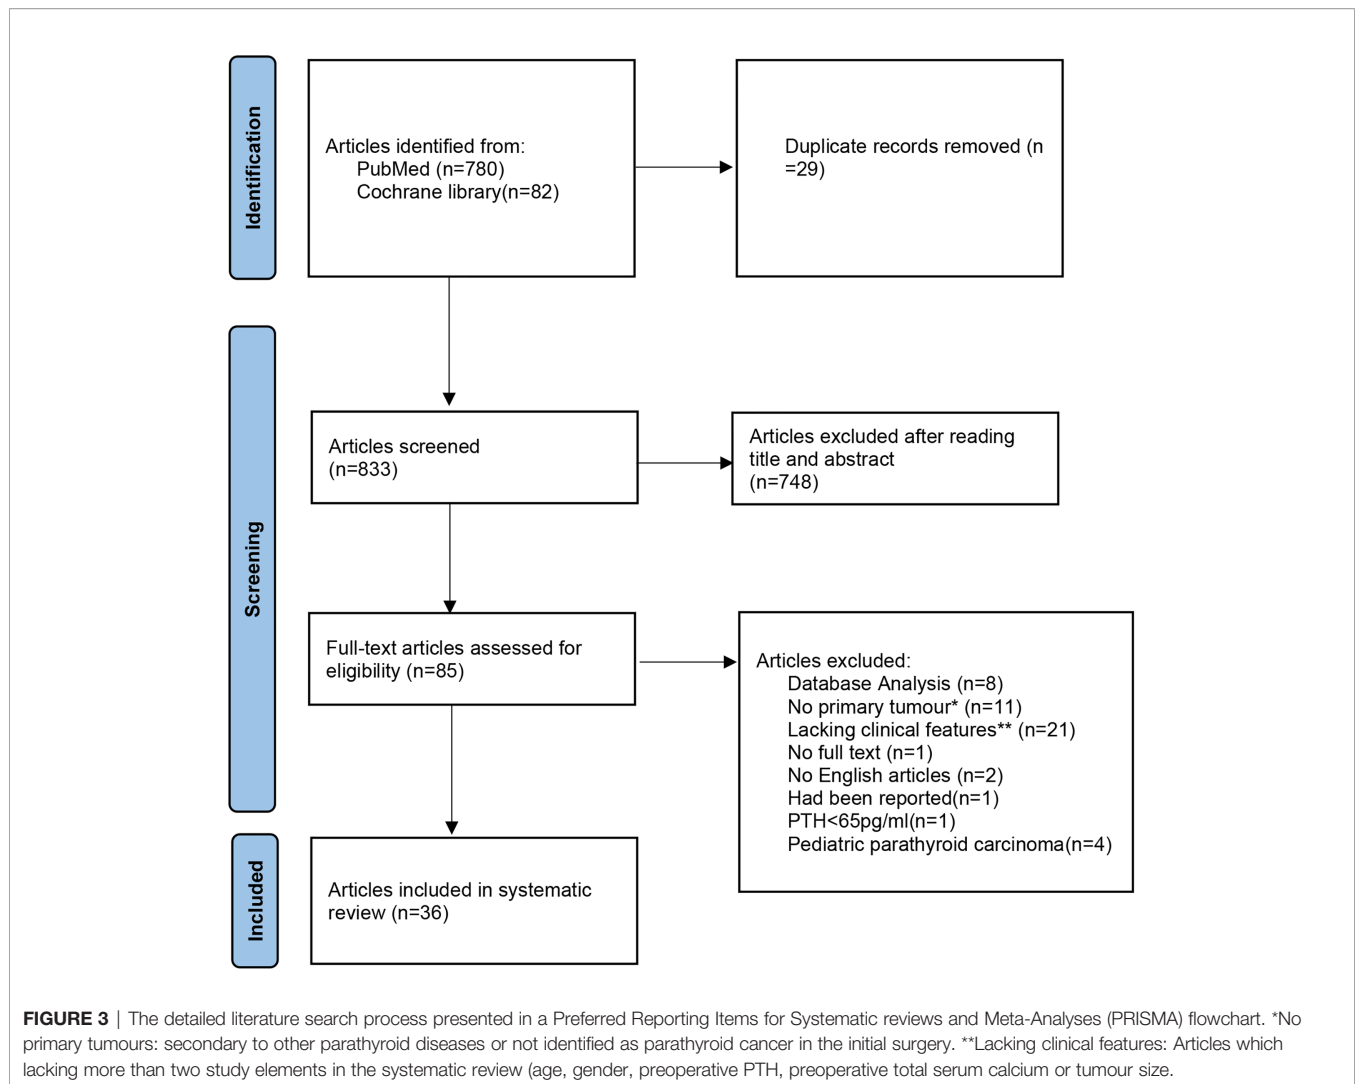 Identification
Articles identified from:
PubMed (n=780)
Cochrane library(n=82)
Duplicate records removed (n
=29)
Screening
Articles screened
(n=833)
Articles excluded after reading
title and abstract
(n=748)
Full-text articles assessed for
eligibility (n=85)
Articles excluded:
Database Analysis (n=8)
No primary tumour* (n=11)
Lacking clinical features** (n=21)
No full text (n=1)
No English articles (n=2)
Had been reported(n=1)
PTH<65pg/ml(n=1)
Pediatric parathyroid carcinoma(n=4)
Included
Articles included in systematic
review (n=36)
FIGURE 3 | The detailed literature search process presented in a Preferred Reporting Items for Systematic reviews and Meta-Analyses (PRISMA) flowchart. *No
primary tumours: secondary to other parathyroid diseases or not identified as parathyroid cancer in the initial surgery. **Lacking clinical features: Articles which
lacking more than two study elements in the systematic review (age, gender, preoperative PTH, preoperative total serum calcium or tumour size.